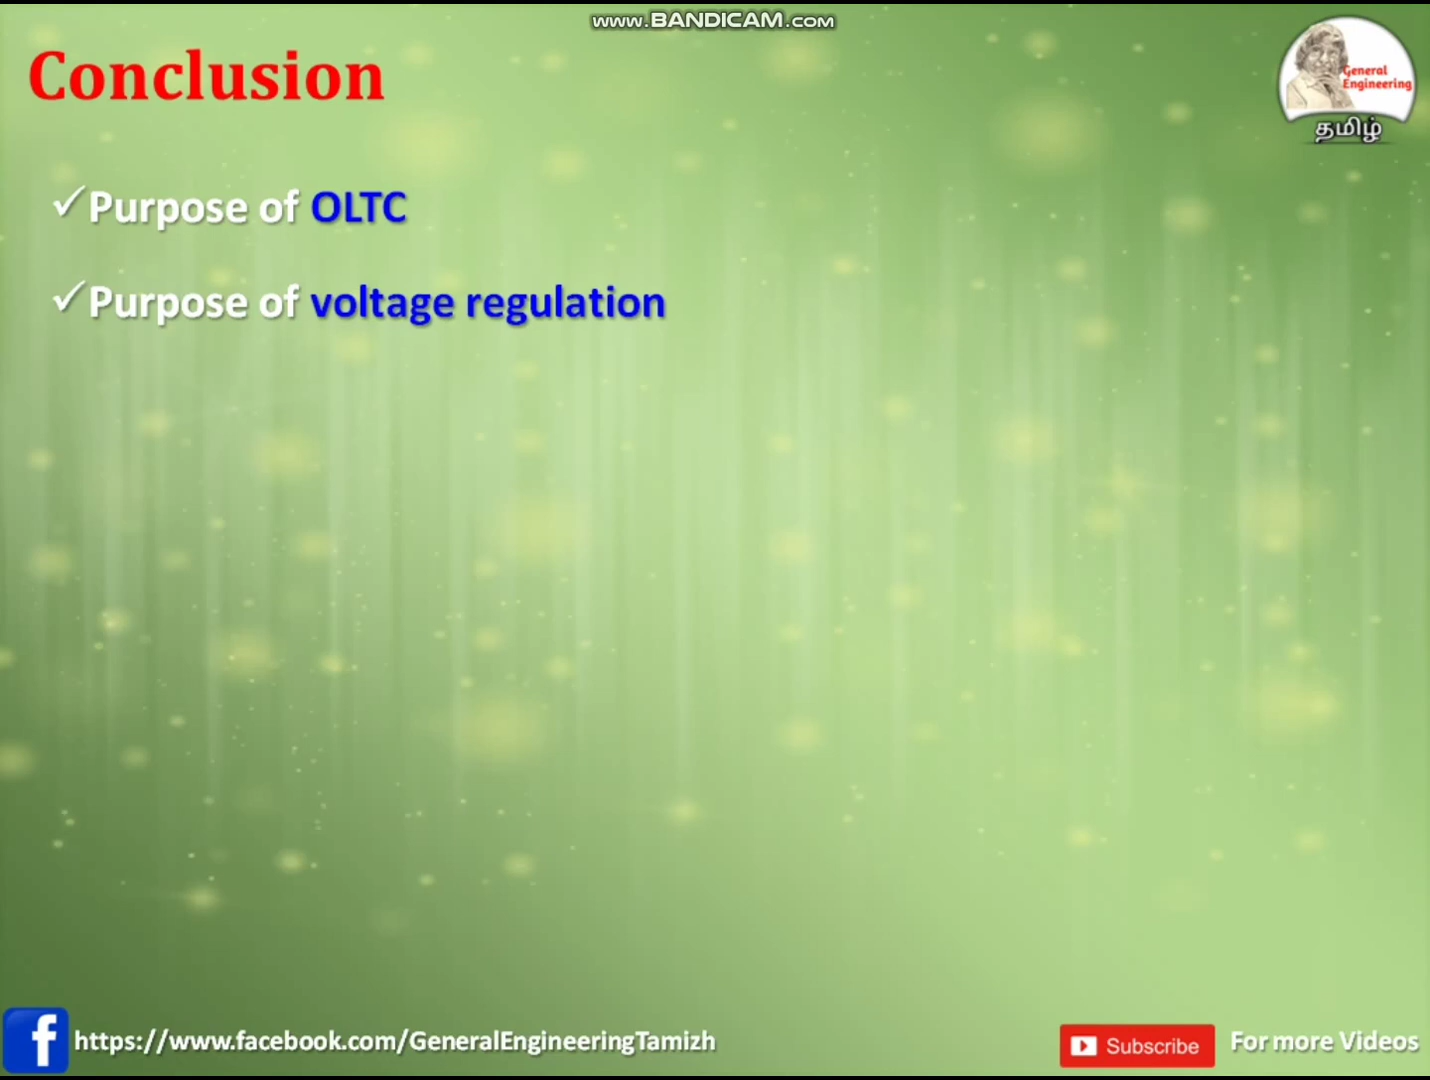 www.BANDICAM.com
Conclusion
General
Engineering
தமிழ்
✓Purpose of OLTC
✓Purpose of voltage regulation
f https://www.facebook.com/GeneralEngineeringTamizh
Subscribe For more Videos